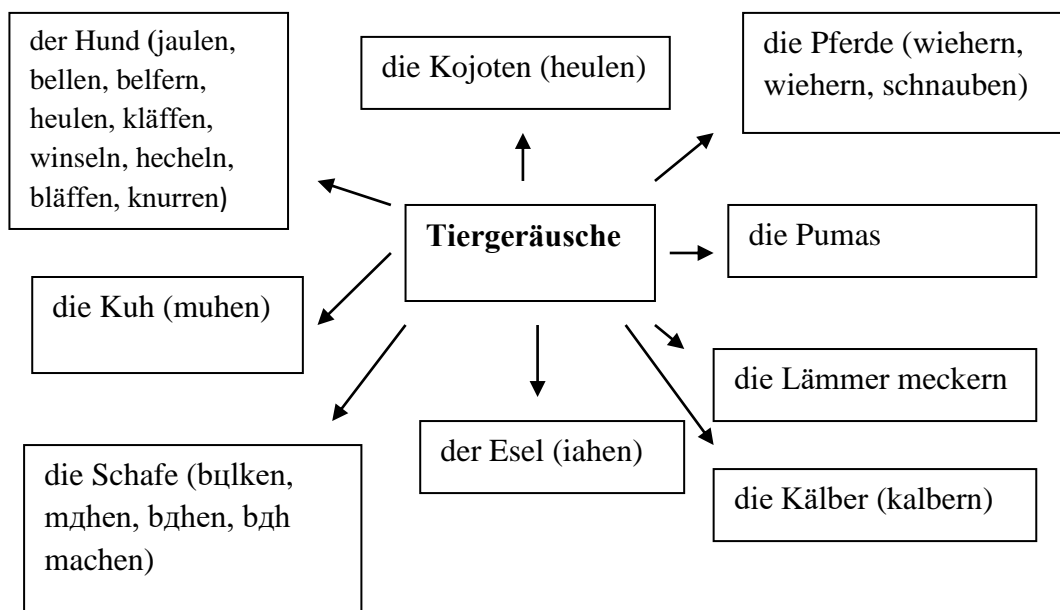 der Hund (jaulen,
bellen, belfern,
heulen, kläffen,
winseln, hecheln,
bläffen, knurren)
die Kojoten (heulen)
die Pferde (wiehern,
wiehern, schnauben)
Tiergeräusche
die Pumas
die Kuh (muhen)
die Lämmer meckern
der Esel (iahen)
die Schafe (bцlken,
mдhen, bдhen, bдh
machen)
die Kälber (kalbern)